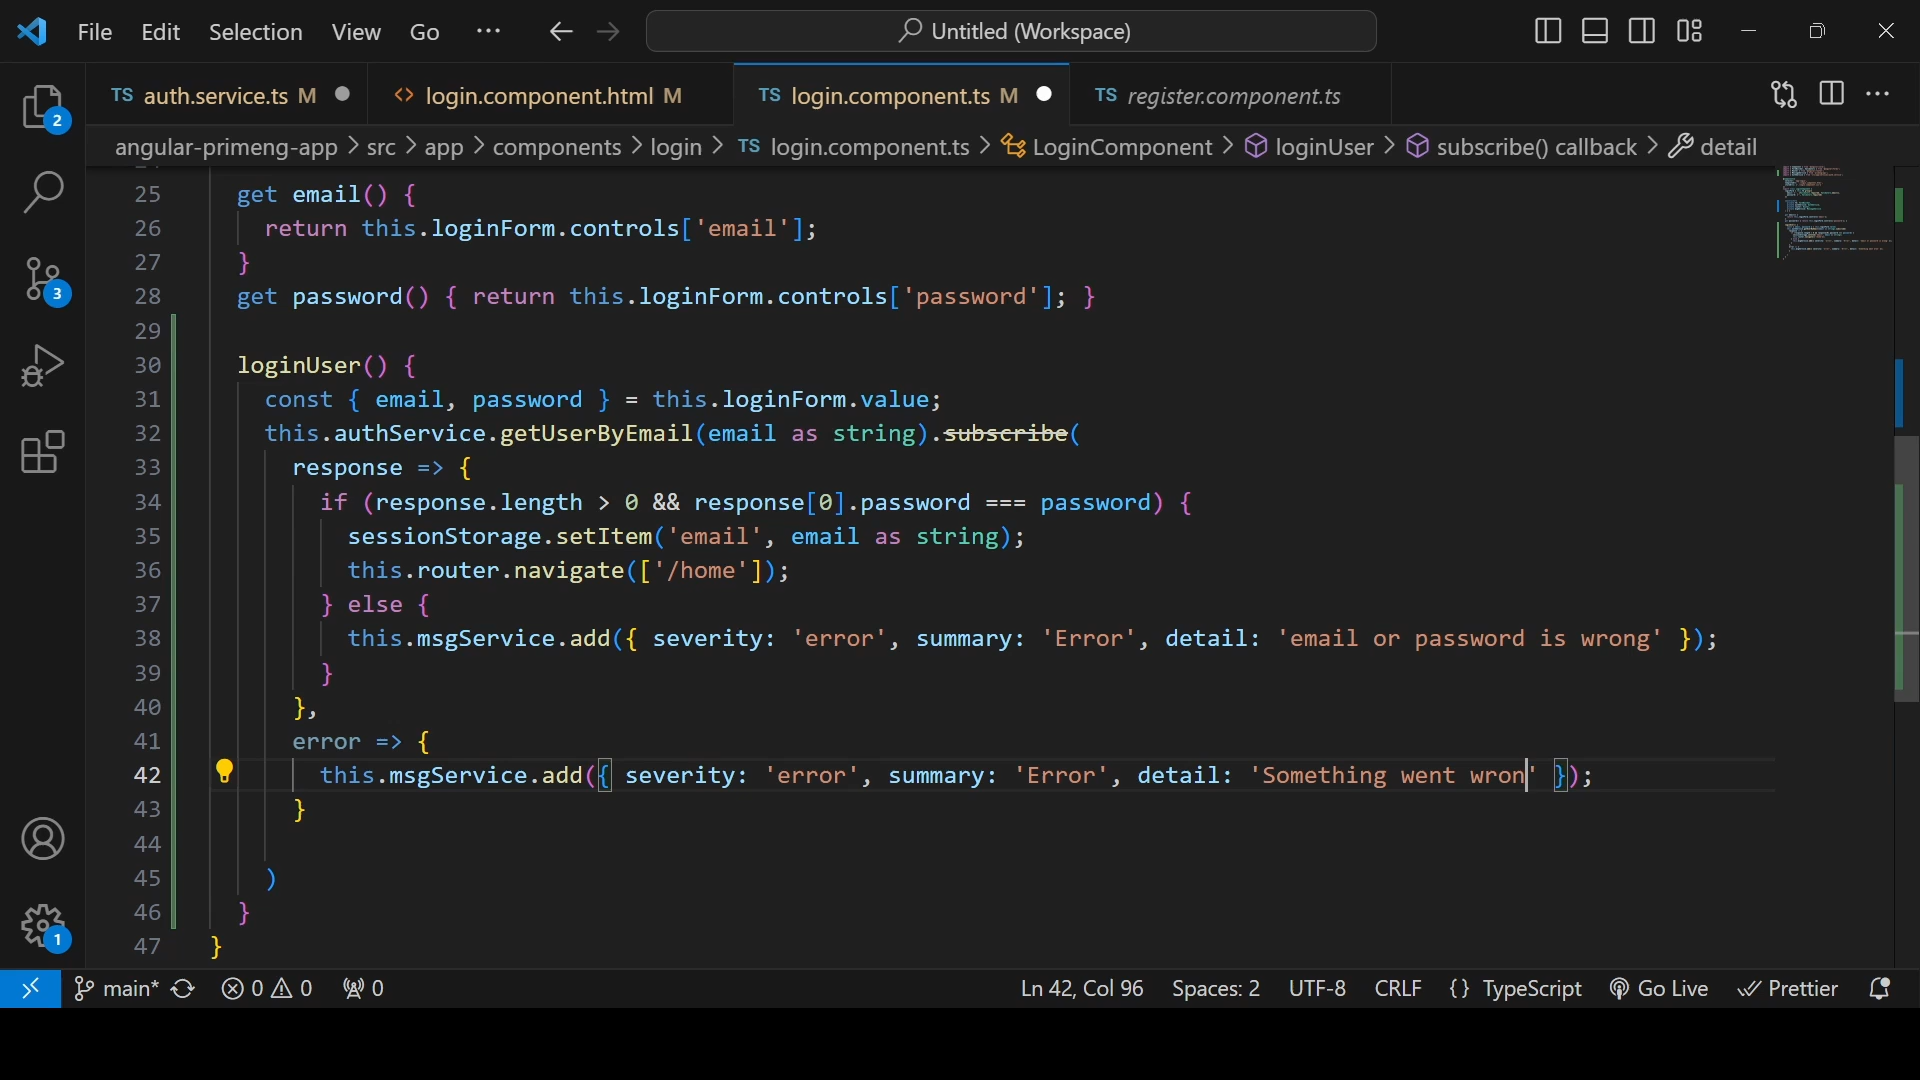 File Edit Selection View Go ··· Untitled (Workspace)
TS auth.service.ts M <> login.component.html M TS login.component.ts M TS register.component.ts ···
angular-primeng-app > src > app > components > login > TS login.component.ts > LoginComponent > loginUser > subscribe() callback > detail
25 get email() {
26 return this.loginForm.controls['email'];
27 }
28 get password() { return this.loginForm.controls['password']; }
29
30 loginUser() {
31 const { email, password } = this.loginForm.value;
32 this.authService.getUserByEmail(email as string).subscribe(
33 response => {
34 if (response.length > 0 && response[0].password === password) {
35 sessionStorage.setItem('email', email as string);
36 this.router.navigate(['/home']);
37 } else {
38 this.msgService.add({ severity: 'error', summary: 'Error', detail: 'email or password is wrong' });
39 }
40 },
41 error => {
42 this.msgService.add({ severity: 'error', summary: 'Error', detail: 'Something went wron' });
43 }
44
45 )
46 }
47 }
2
3
1
main* 0 0 0 Ln 42, Col 96 Spaces: 2 UTF-8 CRLF {} TypeScript Go Live Prettier